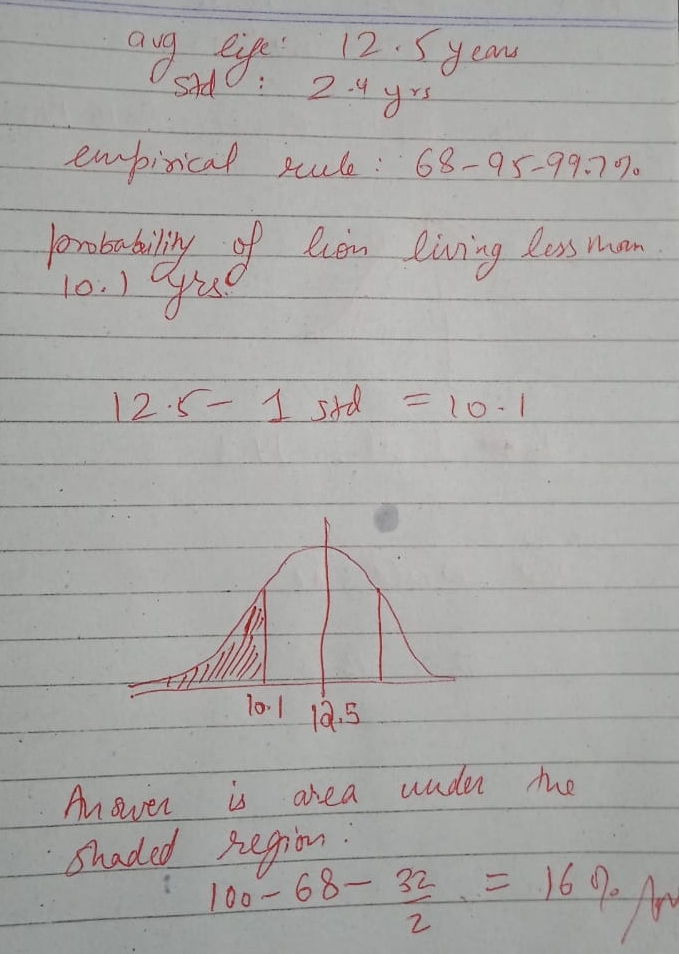 avg life: 12.5 years
std : 2.4 yrs
empirical rule: 68-95-99.7%
probability of lion living less than
10.1 yrs?
12.5 - 1 std = 10.1
10.1 12.5
Answer is area under the
shaded region.
100-68- 32/2 = 16%